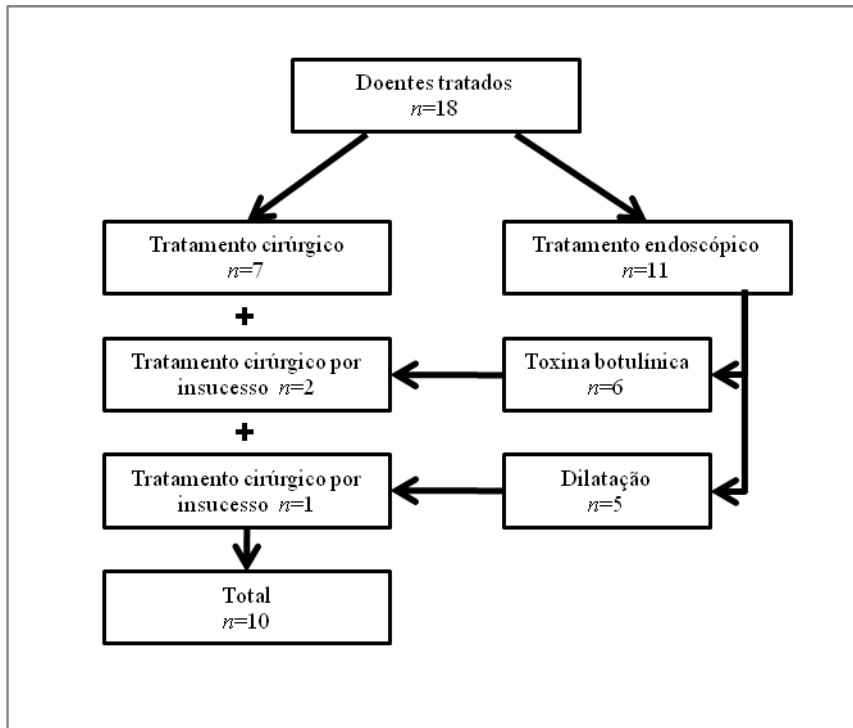 Doentes tratados
n=18
Tratamento cirúrgico
n=7
Tratamento endoscópico
n=11
+
Tratamento cirúrgico por
insucesso n=2
Toxina botulínica
n=6
+
Tratamento cirúrgico por
insucesso n=1
Dilatação
n=5
Total
n=10